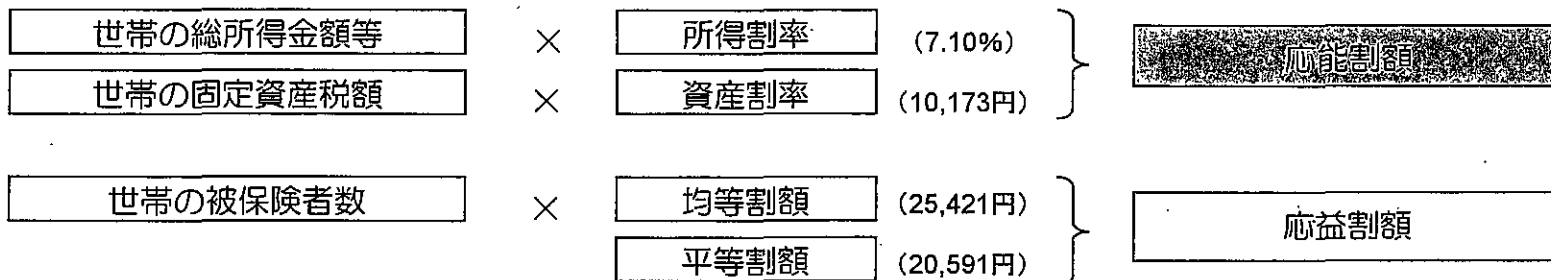 世帯の総所得金額等 × 所得割率 (7.10%)
応能割額
世帯の固定資産税額 × 資産割率 (10,173円)
世帯の被保険者数 × 均等割額 (25,421円)
応益割額
平等割額 (20,591円)